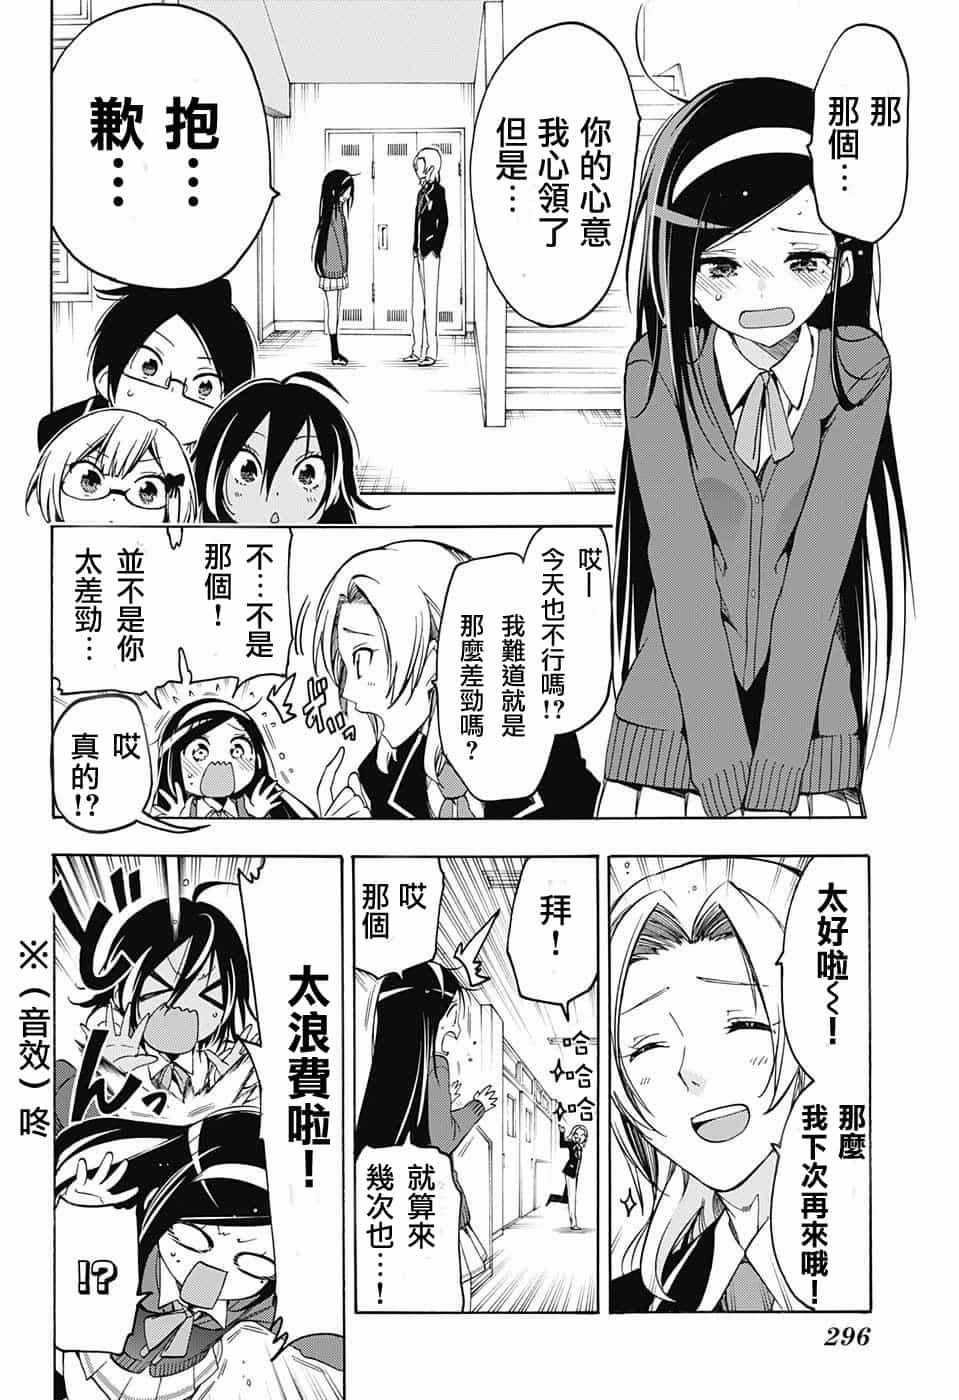 那
那個…
你的心意
我心領了
但是…
抱……
歉……
哎—
今天也不行嗎!?
我難道就是
那麼差勁嗎?
不…不是
那個！
並不是你
太差勁…
哎
真的!?
太好啦～！
那麼
我下次再來哦！
拜！
哈
哈
哈
哎
那個
就算來
幾次也…！
太浪費啦！
!?
※（音效）咚
296